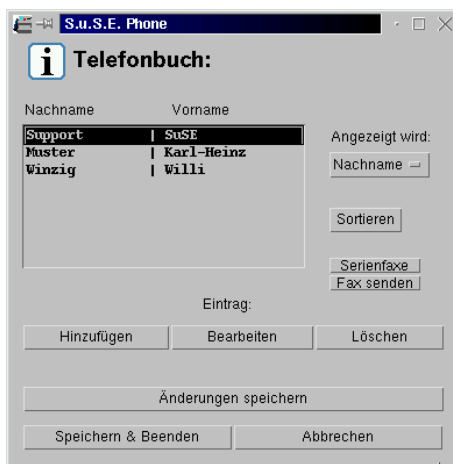 S.u.S.E. Phone
i Telefonbuch:
Nachname Vorname
Support | SuSE
Muster | Karl-Heinz
Winzig | Willi
Angezeigt wird:
Nachname
Sortieren
Serienfaxe
Fax senden
Eintrag:
Hinzufügen Bearbeiten Löschen
Änderungen speichern
Speichern & Beenden Abbrechen